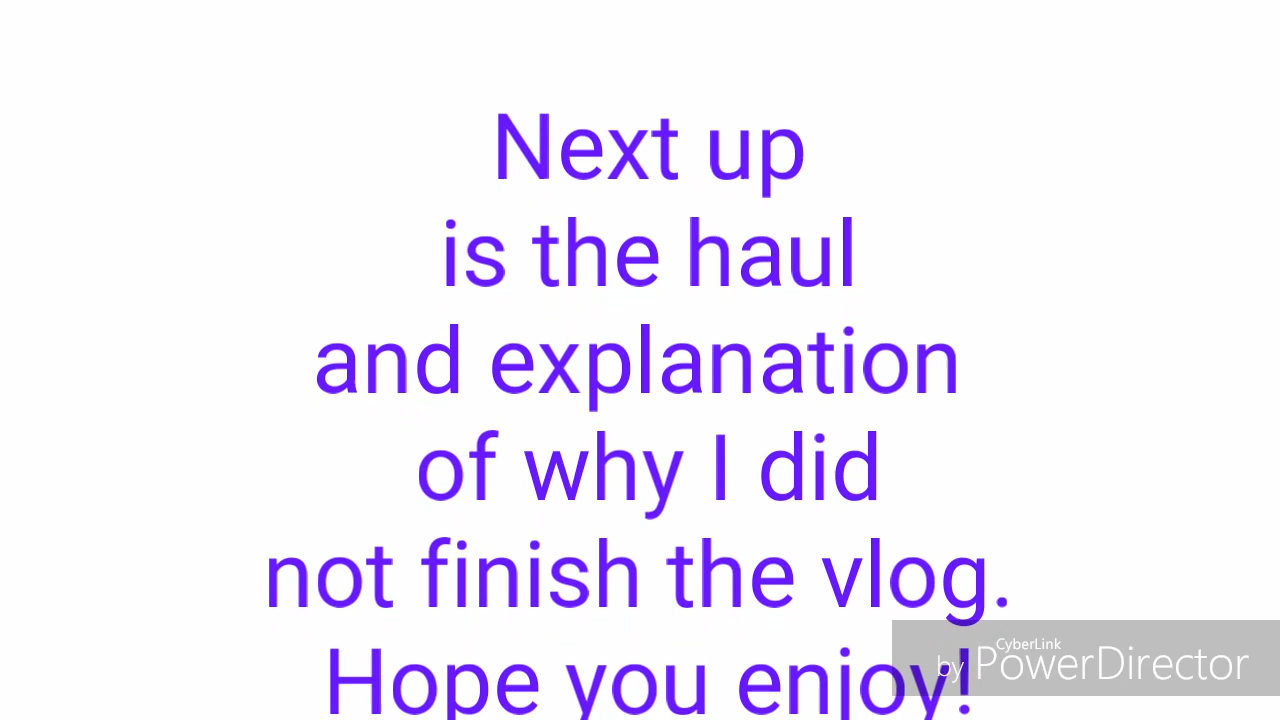 Next up
is the haul
and explanation
of why I did
not finish the vlog.
Hope you enjoy!
CyberLink
by PowerDirector